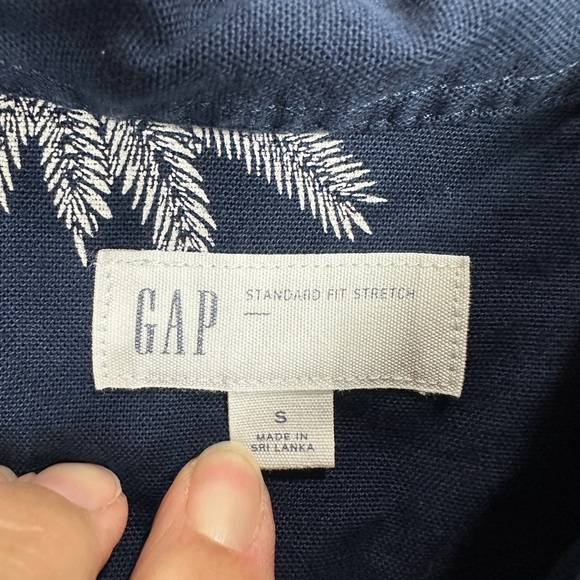 GAP
STANDARD FIT STRETCH
S
MADE IN
SRI LANKA